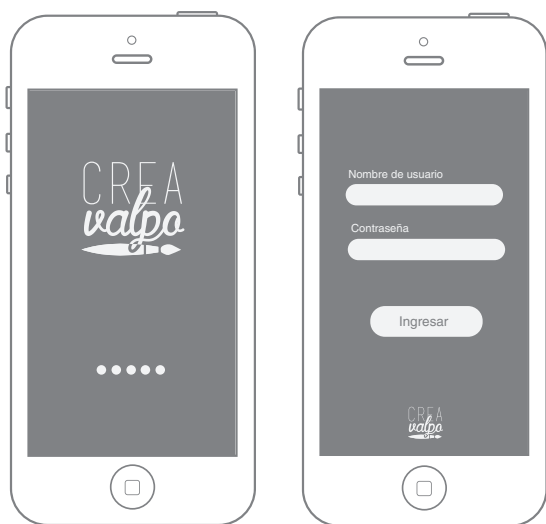 CREA
valpo
Nombre de usuario
Contraseña
Ingresar
CREA
valpo